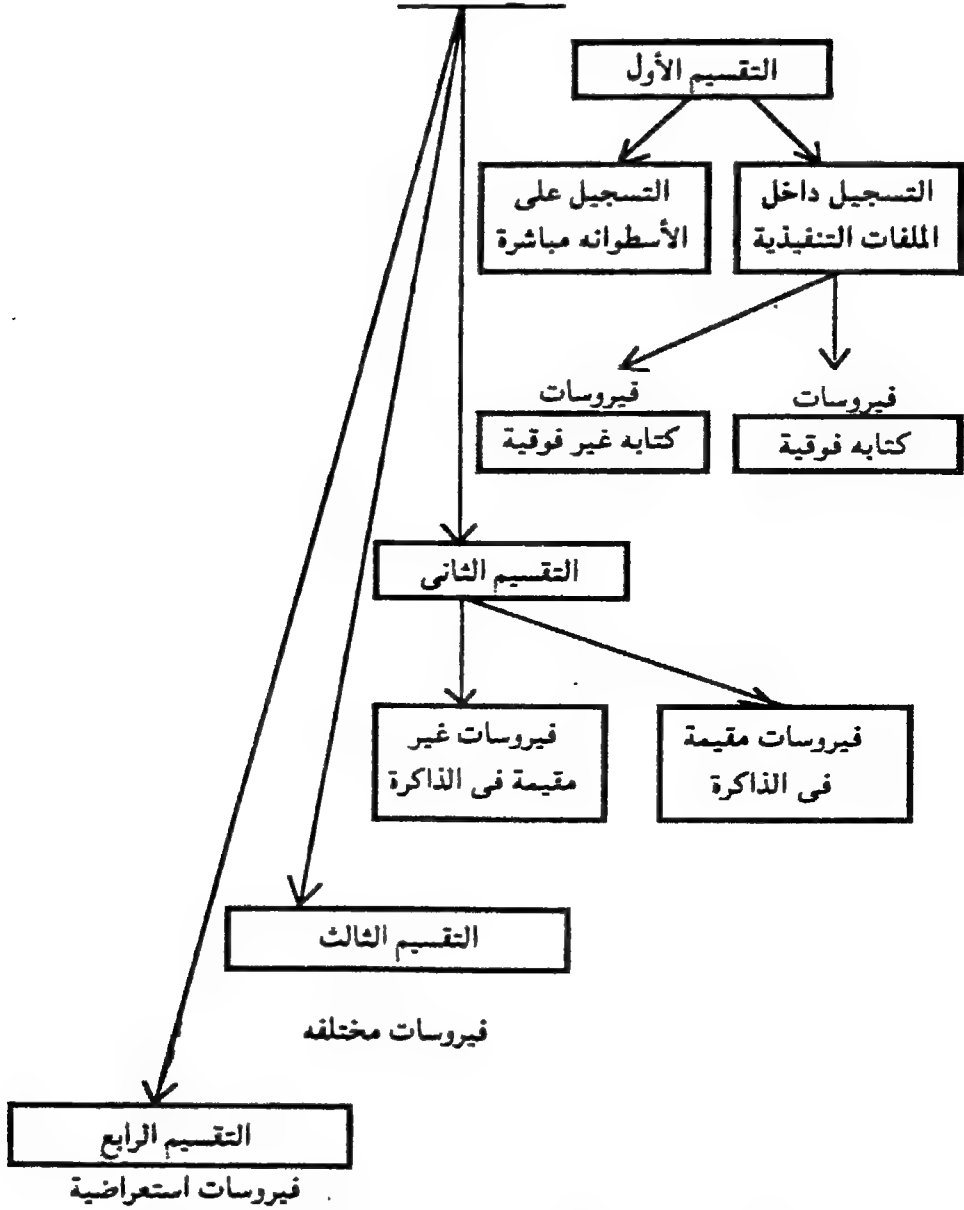 التقسيم الأول
التسجيل داخل
الملفات التنفيذية
التسجيل على
الأسطوانه مباشرة
فيروسات
كتابه فوقية
فيروسات
كتابه غير فوقية
التقسيم الثانى
فيروسات مقيمة
فى الذاكرة
فيروسات غير
مقيمة فى الذاكرة
التقسيم الثالث
فيروسات مختلفه
التقسيم الرابع
فيروسات استعراضية